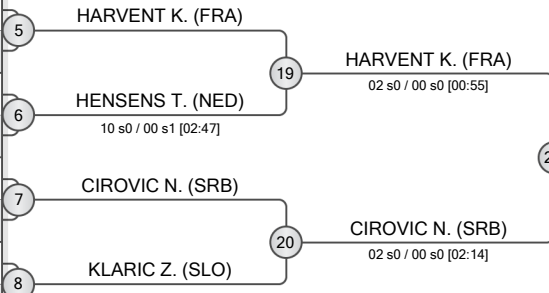 HARVENT K. (FRA)
5
19
HARVENT K. (FRA)
02 s0 / 00 s0 [00:55]
HENSENS T. (NED)
6
10 s0 / 00 s1 [02:47]
CIROVIC N. (SRB)
7
20
CIROVIC N. (SRB)
02 s0 / 00 s0 [02:14]
KLARIC Z. (SLO)
8